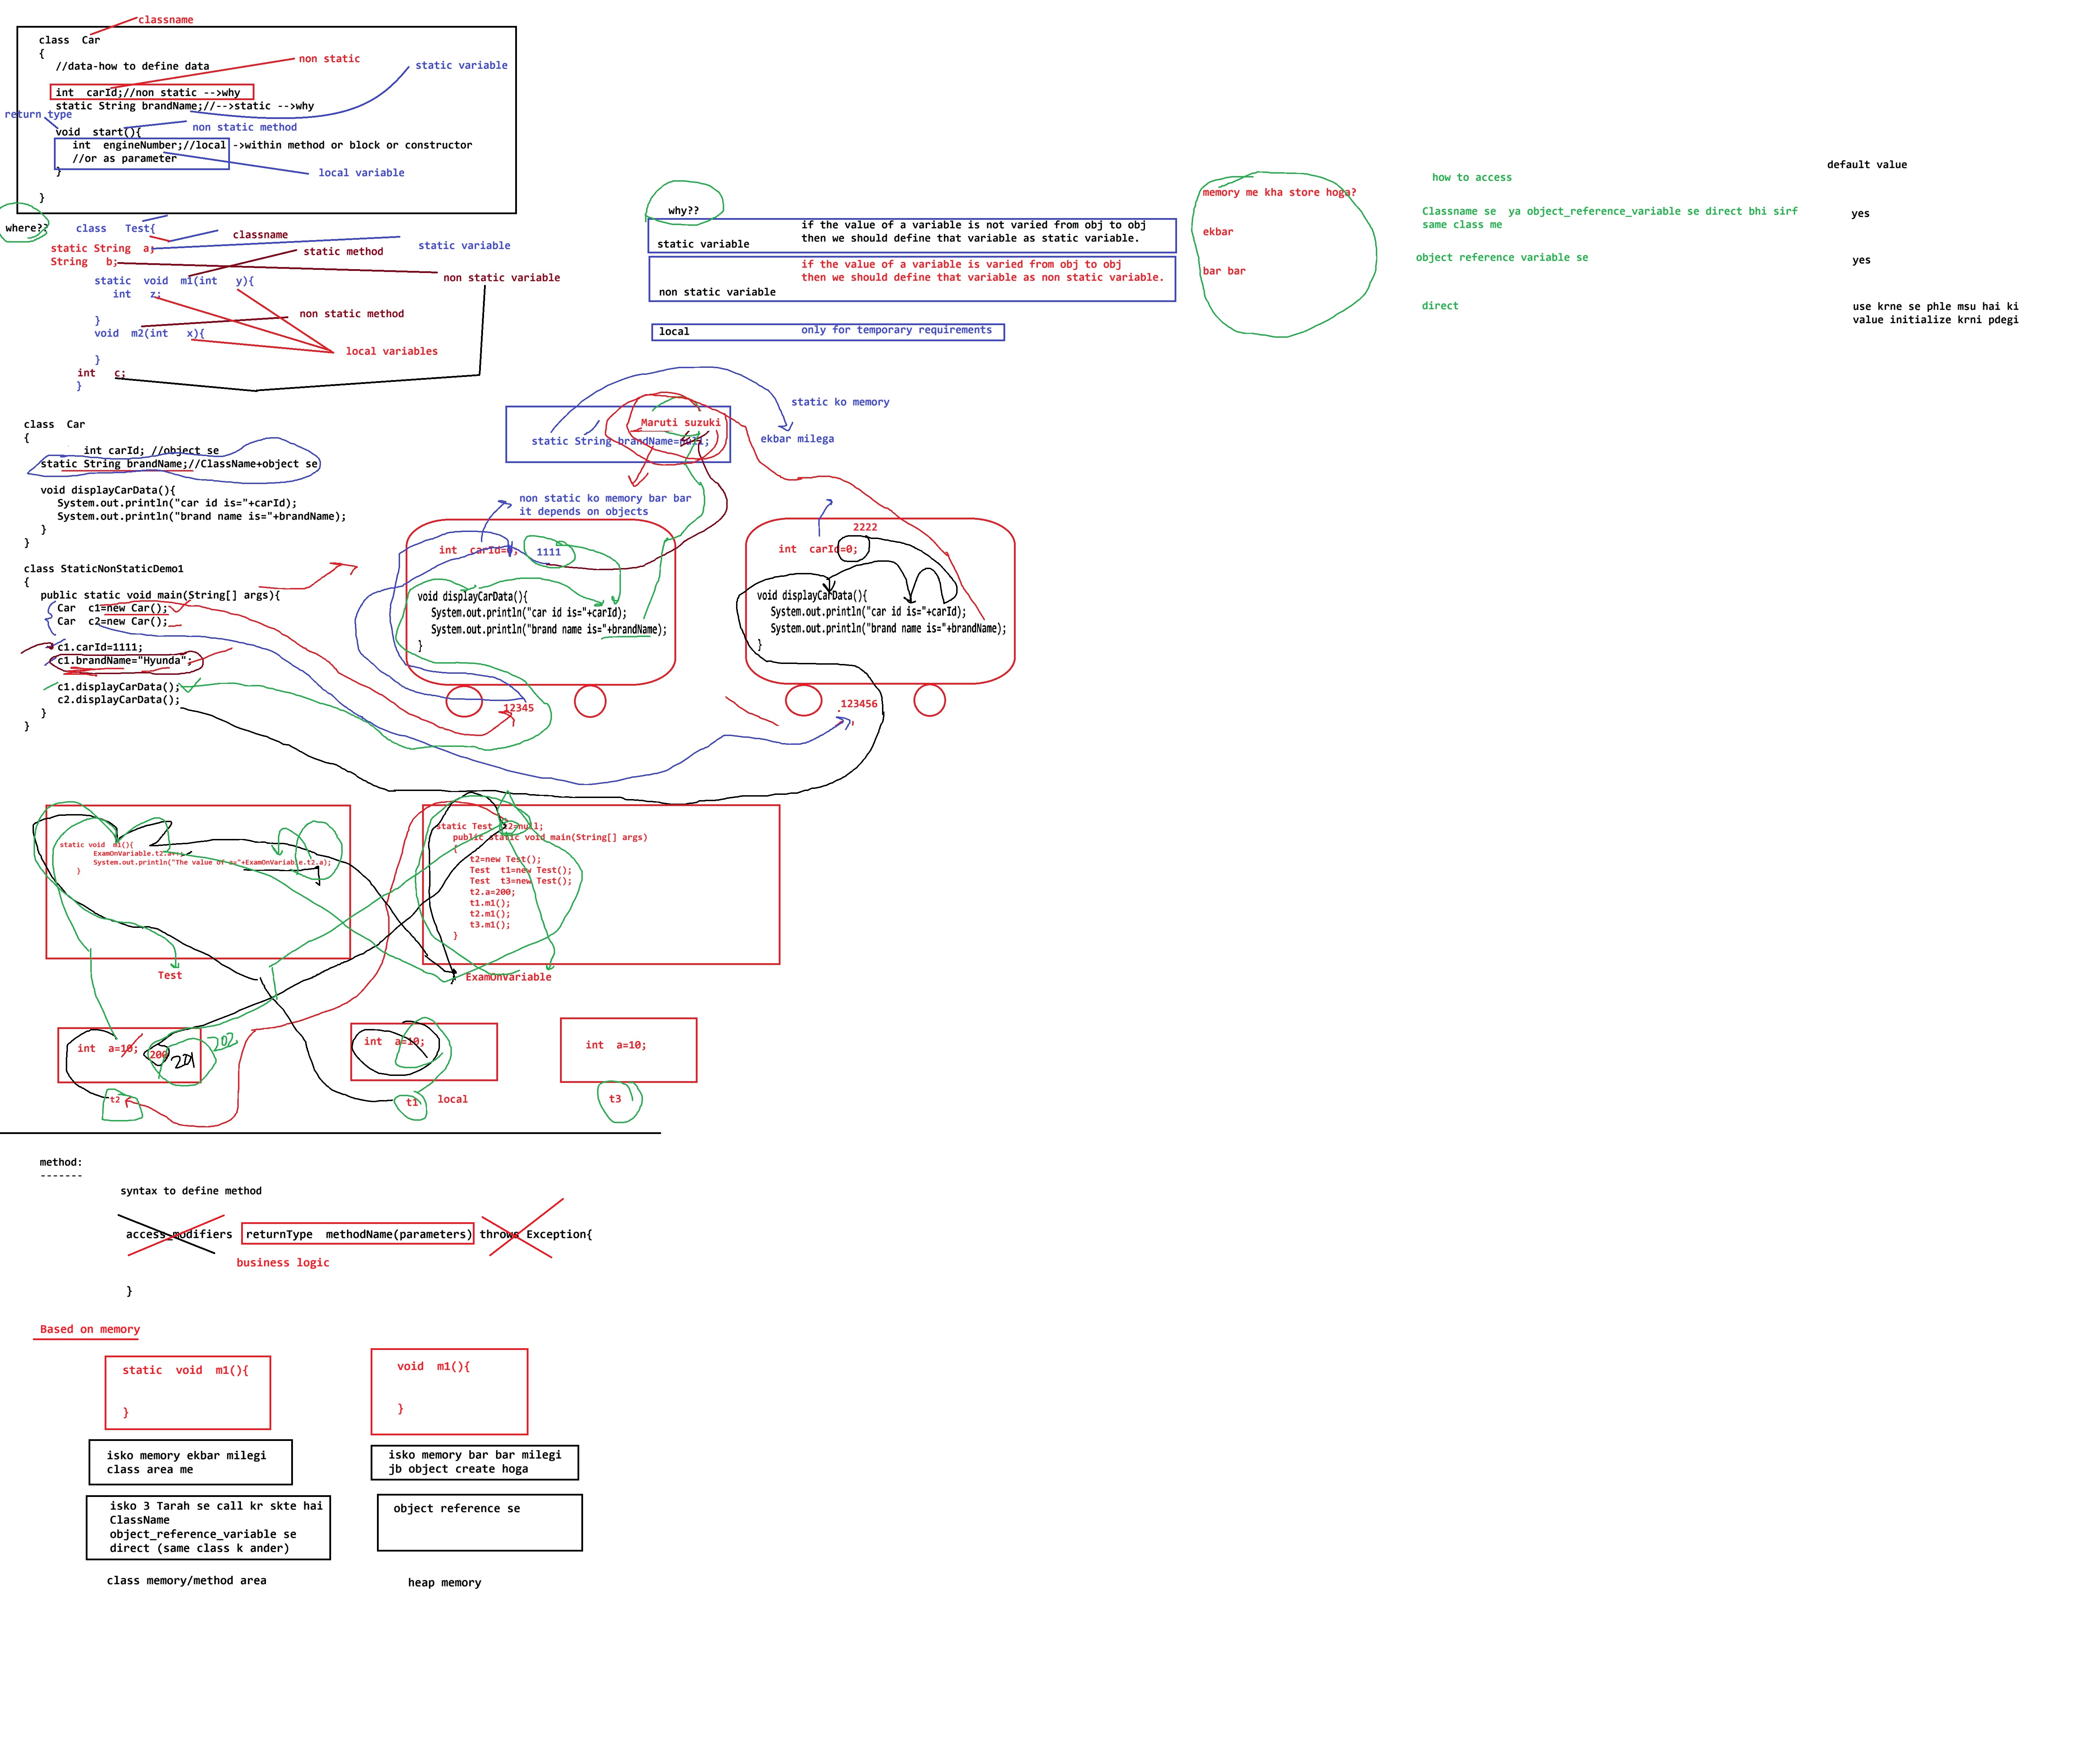 classname
class  Car
{
//data-how to define data
non static
static variable
int  carId;//non static -->why
static String brandName;//-->static -->why
return type
void  start(){
non static method
int  engineNumber;//local ->within method or block or constructor
//or as parameter
}
local variable
}
where??
class   Test{
classname
static String  a;
static variable
static method
String   b;
non static variable
static  void  m1(int   y){
int   z;
}
non static method
void  m2(int   x){
local variables
}
int   c;
}
why??
static variable
if the value of a variable is not varied from obj to obj
then we should define that variable as static variable.
if the value of a variable is varied from obj to obj
then we should define that variable as non static variable.
non static variable
local
only for temporary requirements
memory me kha store hoga?
ekbar
bar bar
how to access
Classname se  ya object_reference_variable se direct bhi sirf
same class me
object reference variable se
direct
default value
yes
yes
use krne se phle msu hai ki
value initialize krni pdegi
class  Car
{
int carId; //object se
static String brandName;//ClassName+object se
void displayCarData(){
System.out.println("car id is="+carId);
System.out.println("brand name is="+brandName);
}
}
class StaticNonStaticDemo1
{
public static void main(String[] args){
Car  c1=new Car();
Car  c2=new Car();
c1.carId=1111;
c1.brandName="Hyunda";
c1.displayCarData();
c2.displayCarData();
}
}
static ko memory
ekbar milega
Maruti suzuki
static String brandName=null;
non static ko memory bar bar
it depends on objects
int  carId=0;
1111
void displayCarData(){
System.out.println("car id is="+carId);
System.out.println("brand name is="+brandName);
}
12345
2222
int  carId=0;
void displayCarData(){
System.out.println("car id is="+carId);
System.out.println("brand name is="+brandName);
}
123456
static void  m1(){
ExamOnVariable.t2.a++;
System.out.println("The value of a="+ExamOnVariable.t2.a);
}
Test
static Test  t2=null;
public static void main(String[] args)
{
t2=new Test();
Test  t1=new Test();
Test  t3=new Test();
t2.a=200;
t1.m1();
t2.m1();
t3.m1();
}
ExamOnVariable
int  a=10;
200
201
202
t2
int  a=10;
t1
local
int  a=10;
t3
method:
-------
syntax to define method
access_modifiers  returnType  methodName(parameters) throws Exception{
business logic
}
Based on memory
static  void  m1(){
}
void  m1(){
}
isko memory ekbar milegi
class area me
isko memory bar bar milegi
jb object create hoga
isko 3 Tarah se call kr skte hai
ClassName
object_reference_variable se
direct (same class k ander)
object reference se
class memory/method area
heap memory